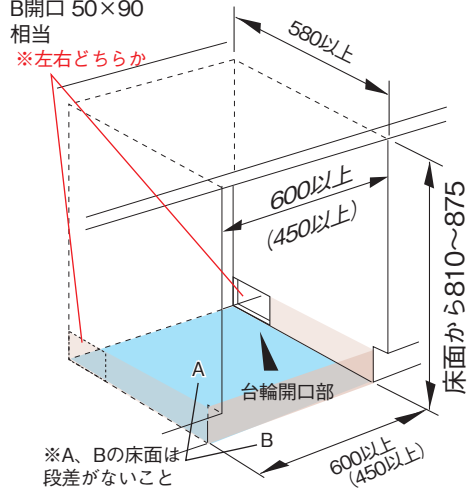 B開口 50×90
相当
※左右どちらか
580以上
600以上
(450以上)
床面から810〜875
A
台輪開口部
B
※A、Bの床面は
段差がないこと
600以上
(450以上)